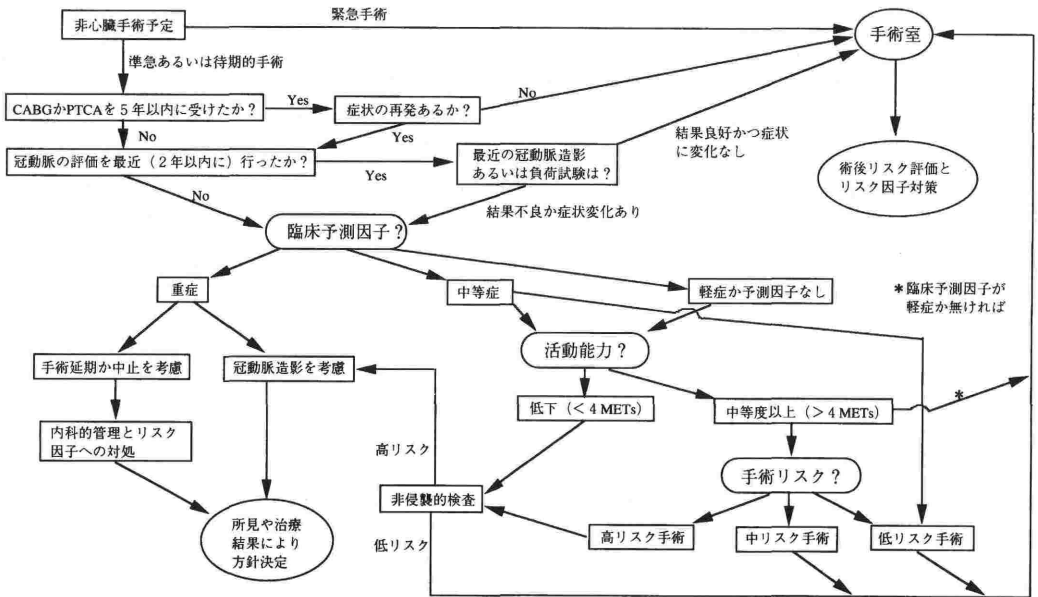 非心臓手術予定
緊急手術
手術室
準急あるいは待期的手術
CABGかPTCAを5年以内に受けたか？
Yes
症状の再発あるか？
No
No
Yes
結果良好かつ症状
に変化なし
冠動脈の評価を最近（2年以内に）行ったか？
Yes
最近の冠動脈造影
あるいは負荷試験は？
術後リスク評価と
リスク因子対策
No
結果不良か症状変化あり
臨床予測因子？
重症
中等症
軽症か予測因子なし
＊臨床予測因子が
軽症か無ければ
活動能力？
手術延期か中止を考慮
冠動脈造影を考慮
低下（＜4 METs）
中等度以上（＞4 METs）
＊
内科的管理とリスク
因子への対処
高リスク
手術リスク？
非侵襲的検査
所見や治療
結果により
方針決定
低リスク
高リスク手術
中リスク手術
低リスク手術